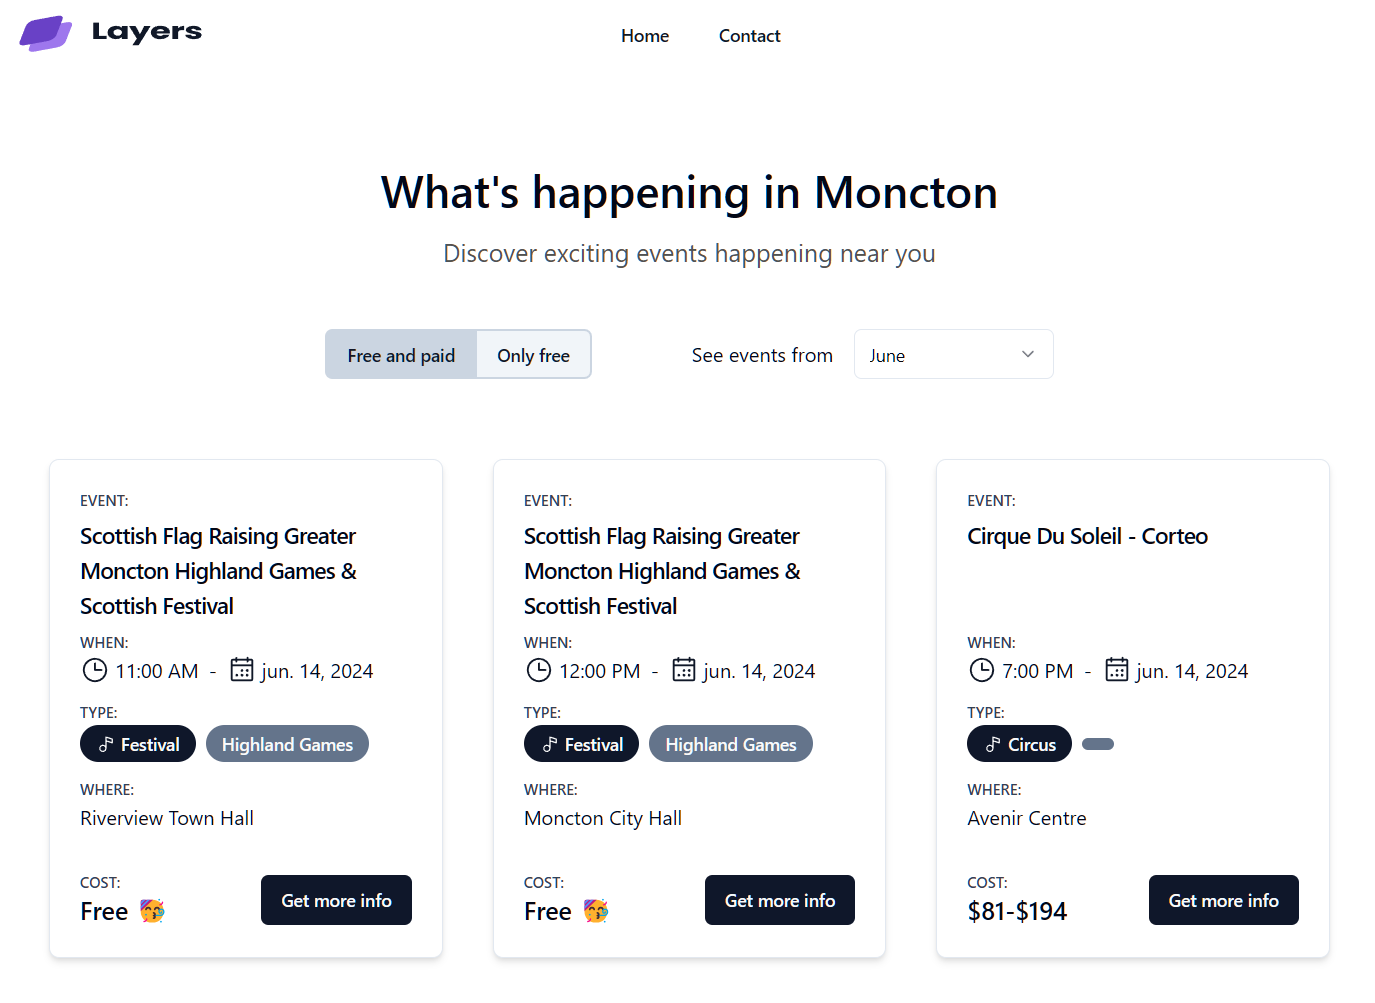 Layers
Home
Contact
What's happening in Moncton
Discover exciting events happening near you
Free and paid
Only free
See events from
June
EVENT:
Scottish Flag Raising Greater
Moncton Highland Games &
Scottish Festival
WHEN:
11:00 AM - jun. 14, 2024
TYPE:
Festival
Highland Games
WHERE:
Riverview Town Hall
COST:
Free 🥳
Get more info
EVENT:
Scottish Flag Raising Greater
Moncton Highland Games &
Scottish Festival
WHEN:
12:00 PM - jun. 14, 2024
TYPE:
Festival
Highland Games
WHERE:
Moncton City Hall
COST:
Free 🥳
Get more info
EVENT:
Cirque Du Soleil - Corteo
WHEN:
7:00 PM - jun. 14, 2024
TYPE:
Circus
WHERE:
Avenir Centre
COST:
$81-$194
Get more info